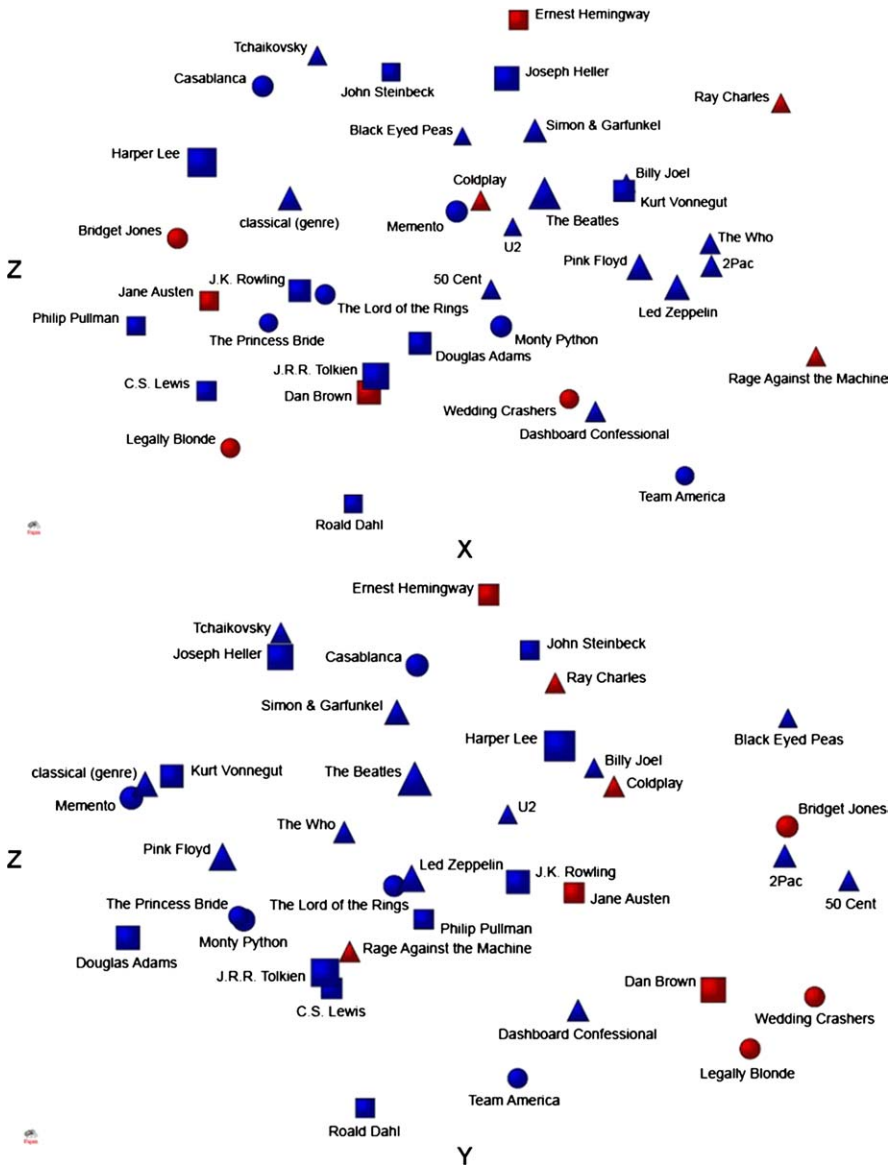 Ernest Hemingway
Tchaikovsky
Casablanca
John Steinbeck
Joseph Heller
Ray Charles
Black Eyed Peas
Simon & Garfunkel
Harper Lee
Billy Joel
Coldplay
Kurt Vonnegut
classical (genre)
Memento
The Beatles
Bridget Jones
U2
The Who
Pink Floyd
2Pac
Z
J.K. Rowling
50 Cent
Jane Austen
The Lord of the Rings
Led Zeppelin
Philip Pullman
The Princess Bride
Monty Python
Douglas Adams
J.R.R. Tolkien
Rage Against the Machine
C.S. Lewis
Dan Brown
Wedding Crashers
Dashboard Confessional
Legally Blonde
Team America
Roald Dahl
X
Ernest Hemingway
Tchaikovsky
John Steinbeck
Joseph Heller
Casablanca
Ray Charles
Simon & Garfunkel
Harper Lee
Black Eyed Peas
Billy Joel
classical (genre)
Kurt Vonnegut
The Beatles
Coldplay
Memento
U2
Bridget Jones
The Who
Pink Floyd
Z
Led Zeppelin
J.K. Rowling
2Pac
Jane Austen
50 Cent
The Princess Bride
The Lord of the Rings
Philip Pullman
Monty Python
Rage Against the Machine
Douglas Adams
J.R.R. Tolkien
Dan Brown
C.S. Lewis
Wedding Crashers
Dashboard Confessional
Legally Blonde
Team America
Roald Dahl
Y